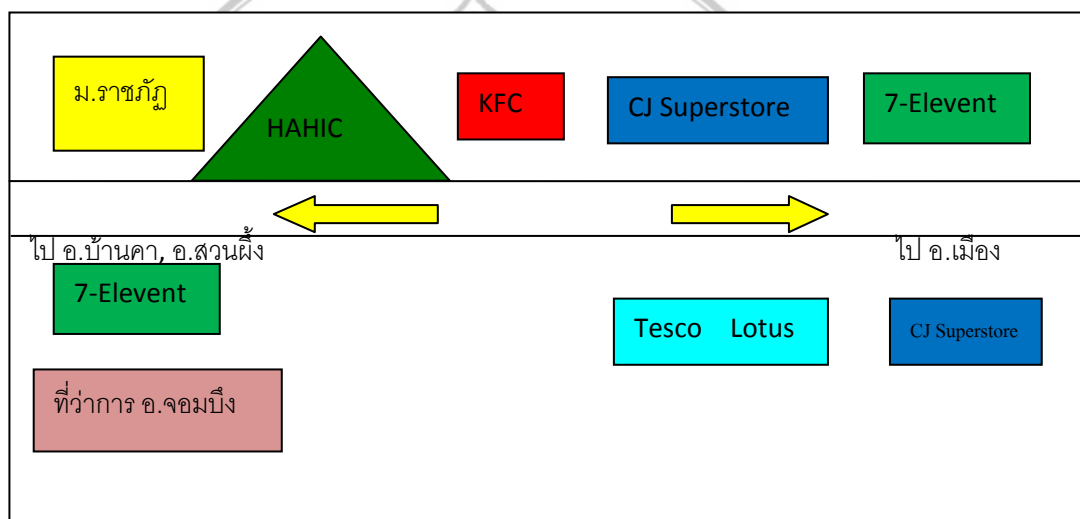 ม.ราชภัฏ
HAHIC
KFC
CJ Superstore
7-Elevent
ไป อ.บ้านคา, อ.สวนผึ้ง
ไป อ.เมือง
7-Elevent
Tesco Lotus
CJ Superstore
ที่ว่าการ อ.จอมบึง